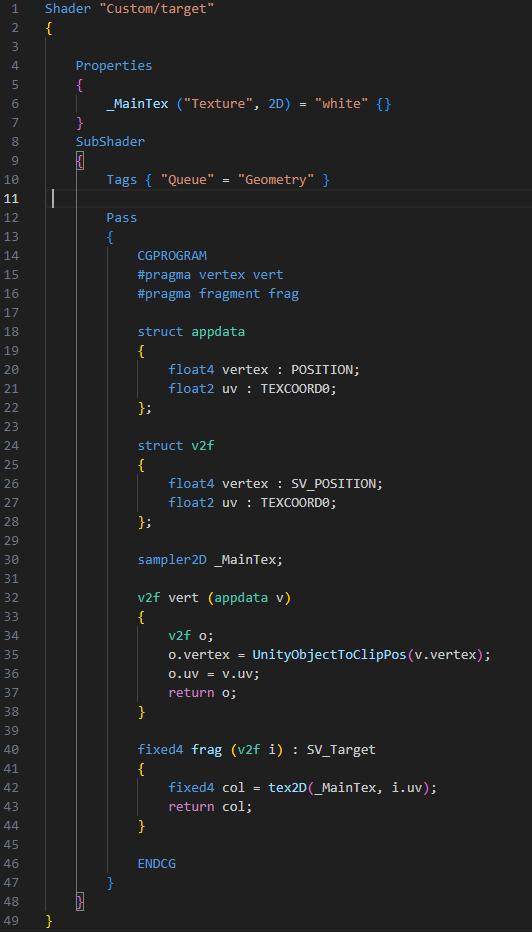 1 Shader "Custom/target"
2 {
3
4 Properties
5 {
6 _MainTex ("Texture", 2D) = "white" {}
7 }
8 SubShader
9 {
10 Tags { "Queue" = "Geometry" }
11
12 Pass
13 {
14 CGPROGRAM
15 #pragma vertex vert
16 #pragma fragment frag
17
18 struct appdata
19 {
20 float4 vertex : POSITION;
21 float2 uv : TEXCOORD0;
22 };
23
24 struct v2f
25 {
26 float4 vertex : SV_POSITION;
27 float2 uv : TEXCOORD0;
28 };
29
30 sampler2D _MainTex;
31
32 v2f vert (appdata v)
33 {
34 v2f o;
35 o.vertex = UnityObjectToClipPos(v.vertex);
36 o.uv = v.uv;
37 return o;
38 }
39
40 fixed4 frag (v2f i) : SV_Target
41 {
42 fixed4 col = tex2D(_MainTex, i.uv);
43 return col;
44 }
45
46 ENDCG
47 }
48 }
49 }